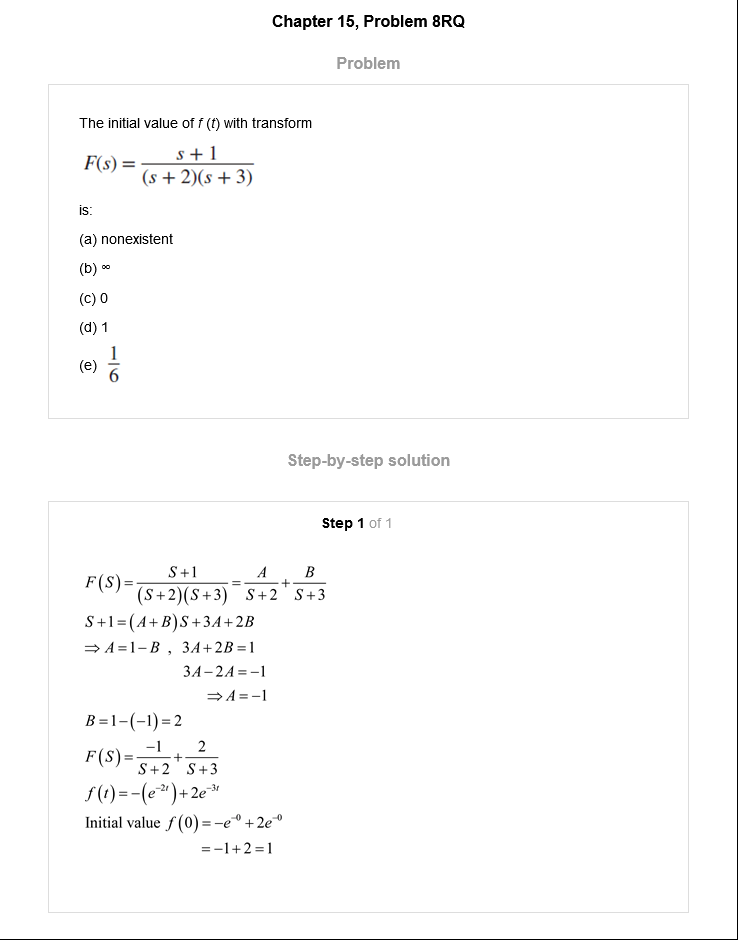 Chapter 15, Problem 8RQ
Problem
The initial value of f (t) with transform
F(s) = \frac{s + 1}{(s + 2)(s + 3)}
is:
(a) nonexistent
(b) ∞
(c) 0
(d) 1
(e) \frac{1}{6}
Step-by-step solution
Step 1 of 1
F(S) = \frac{S+1}{(S+2)(S+3)} = \frac{A}{S+2} + \frac{B}{S+3}
S+1=(A+B)S+3A+2B
⇒ A=1−B , 3A+2B=1
3A−2A=−1
⇒ A=−1
B=1−(−1)=2
F(S) = \frac{-1}{S+2} + \frac{2}{S+3}
f(t)=−(e^{-2t})+2e^{-3t}
Initial value f(0)=−e^{-0}+2e^{-0}
=−1+2=1